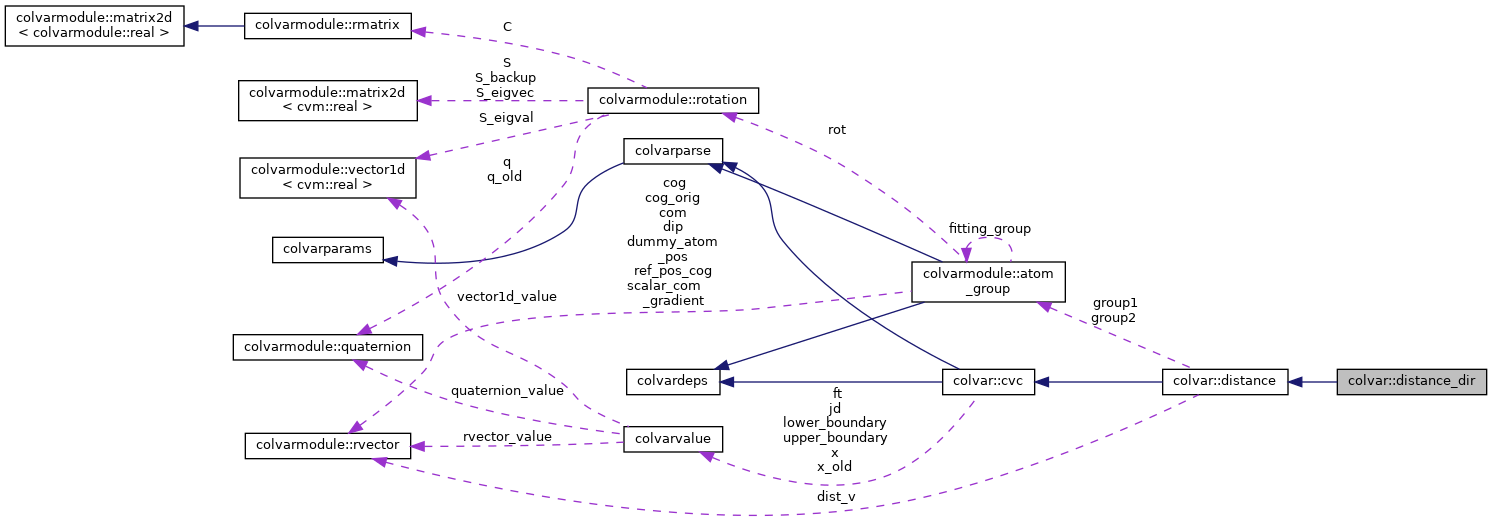 colvarmodule::matrix2d
< colvarmodule::real >
colvarmodule::rmatrix
C
S
S_backup
S_eigvec
colvarmodule::matrix2d
< cvm::real >
colvarmodule::rotation
S_eigval
rot
colvarparse
colvarmodule::vector1d
< cvm::real >
q
q_old
cog
cog_orig
com
dip
dummy_atom
_pos
ref_pos_cog
scalar_com
_gradient
fitting_group
colvarparams
colvarmodule::atom
_group
vector1d_value
group1
group2
colvarmodule::quaternion
colvardeps
colvar::cvc
colvar::distance
colvar::distance_dir
quaternion_value
ft
jd
lower_boundary
upper_boundary
x
x_old
colvarmodule::rvector
rvector_value
colvarvalue
dist_v